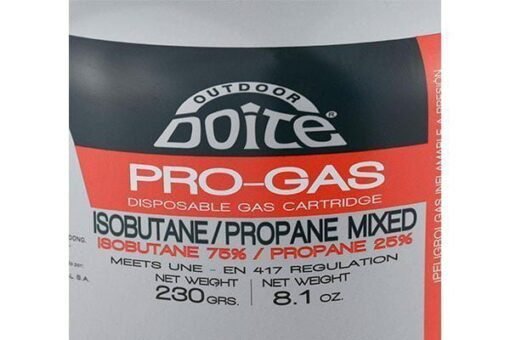 OUTDOOR
DOITE®
PRO-GAS
DISPOSABLE GAS CARTRIDGE
ISOBUTANE/PROPANE MIXED
ISOBUTANE 75% / PROPANE 25%
MEETS UNE - EN 417 REGULATION
NET WEIGHT NET WEIGHT
230 GRS. 8.1 OZ.
¡PELIGRO! GAS INFLAMABLE A PRESIÓN
DONG.
L S.A.